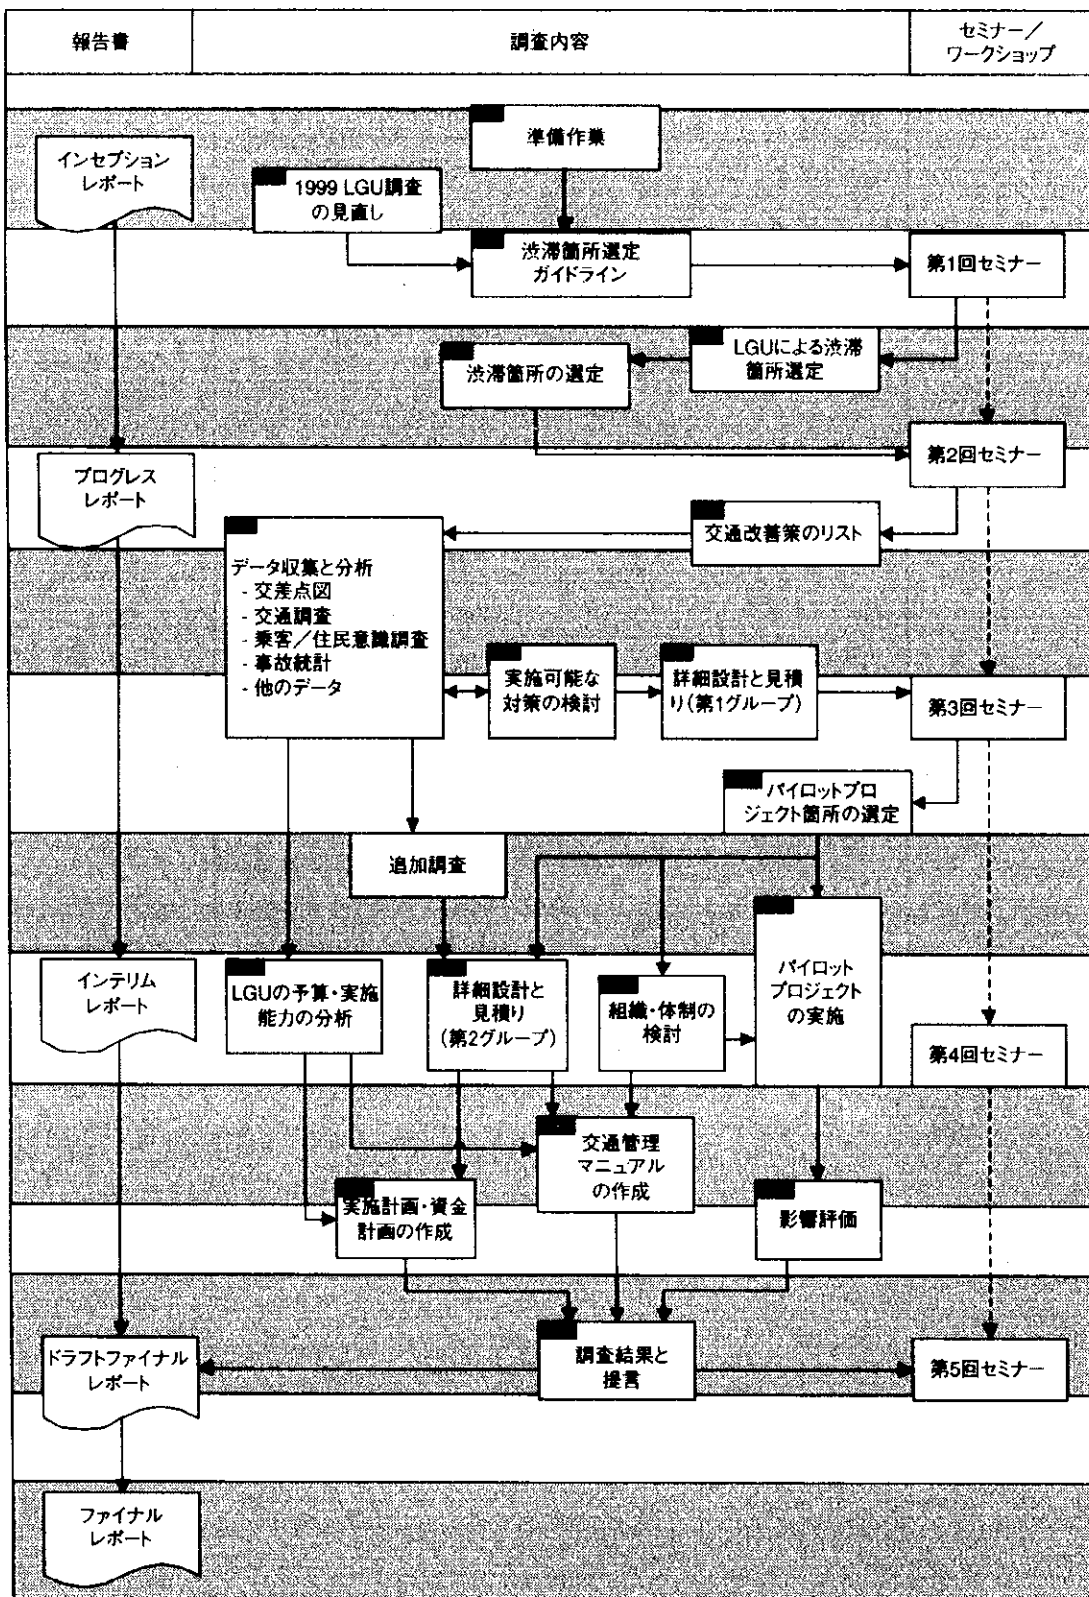 報告書
調査内容
セミナー／
ワークショップ
準備作業
インセプション
レポート
1999 LGU調査
の見直し
渋滞箇所選定
ガイドライン
第1回セミナー
LGUによる渋滞
箇所選定
渋滞箇所の選定
第2回セミナー
プログレス
レポート
交通改善策のリスト
データ収集と分析
- 交差点図
- 交通調査
- 乗客／住民意識調査
- 事故統計
- 他のデータ
実施可能な
対策の検討
詳細設計と見積
り(第1グループ)
第3回セミナー
パイロットプロ
ジェクト箇所の選定
追加調査
インテリム
レポート
LGUの予算・実施
能力の分析
詳細設計と
見積り
(第2グループ)
組織・体制の
検討
パイロット
プロジェクト
の実施
第4回セミナー
交通管理
マニュアル
の作成
実施計画・資金
計画の作成
影響評価
ドラフトファイナル
レポート
調査結果と
提言
第5回セミナー
ファイナル
レポート